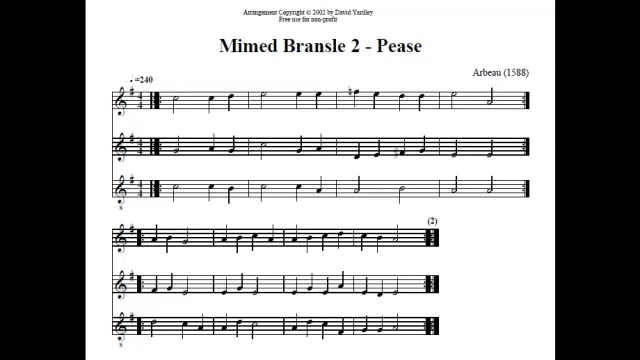 Arrangement Copyright © 2002 by David Yardley
Free use for non-profit
Mimed Bransle 2 - Pease
Arbeau (1588)
=240
(2)